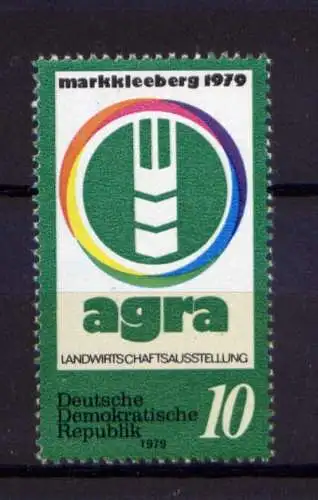 markkleeberg 1979
agra
LANDWIRTSCHAFTSAUSSTELLUNG
Deutsche
Demokratische
Republik
10
1979